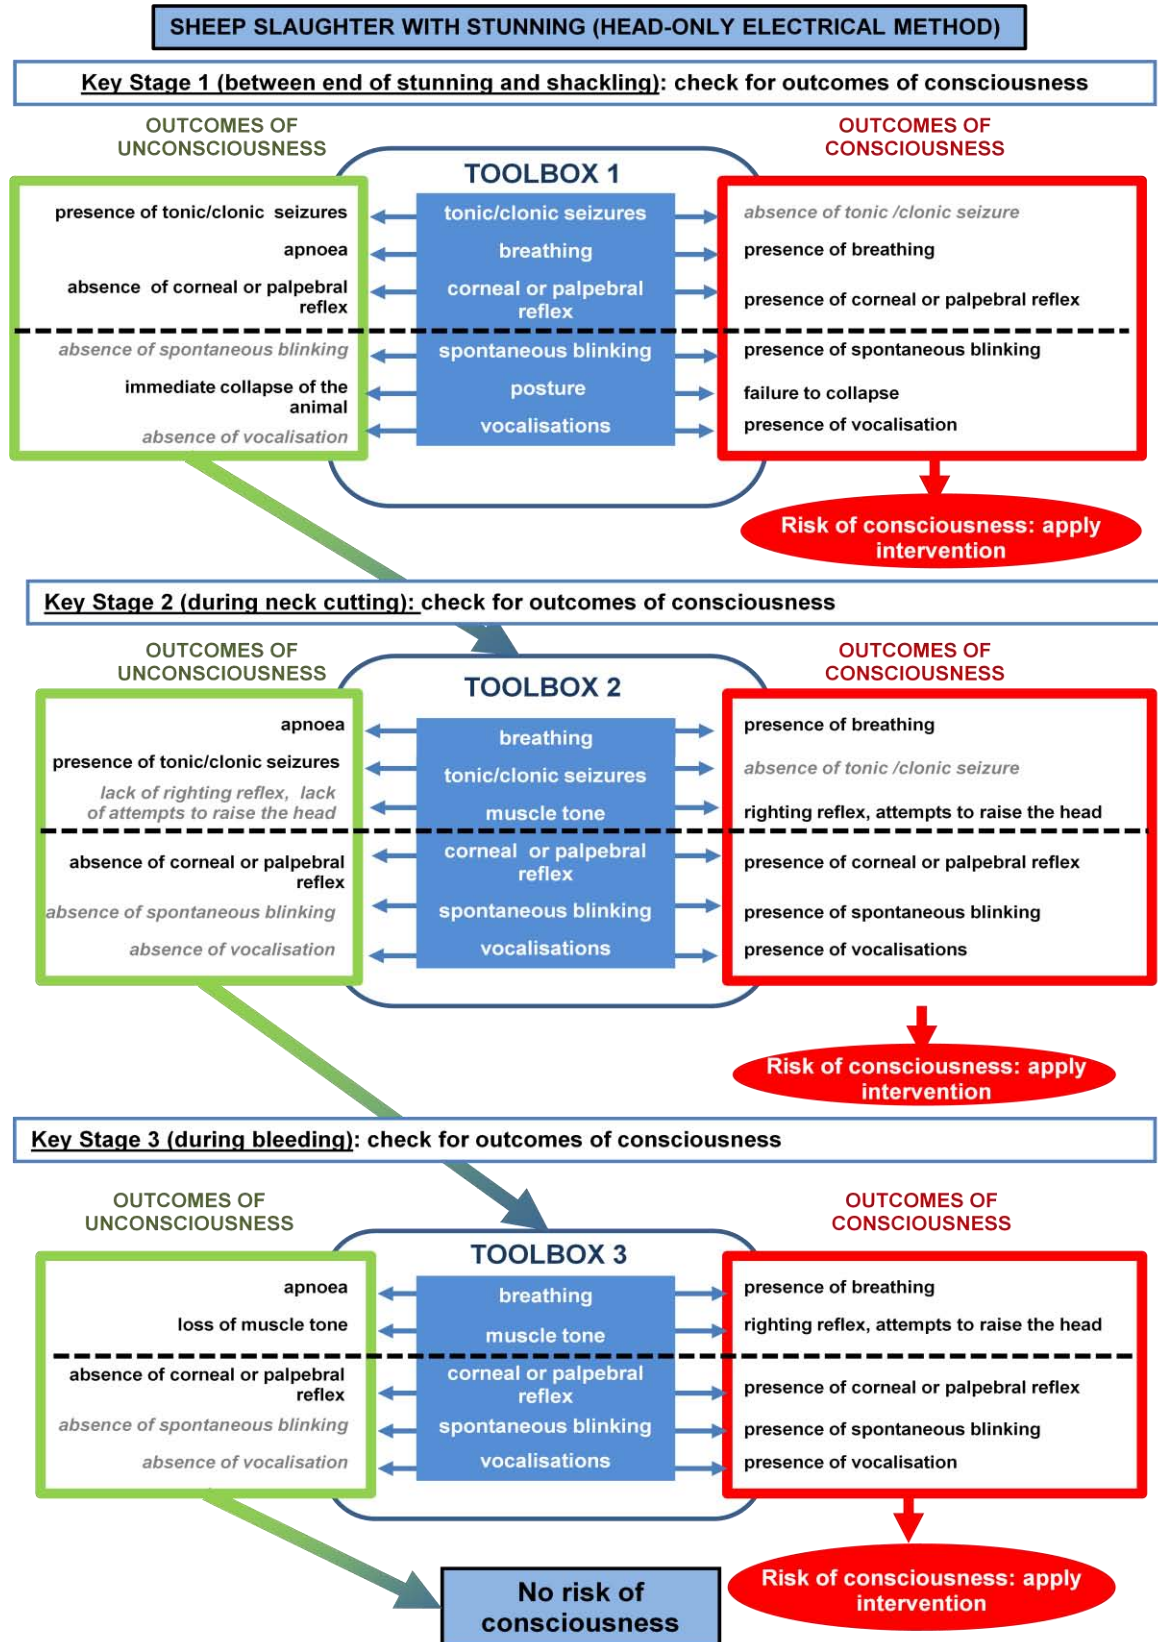 SHEEP SLAUGHTER WITH STUNNING (HEAD-ONLY ELECTRICAL METHOD)
Key Stage 1 (between end of stunning and shackling): check for outcomes of consciousness
OUTCOMES OF
UNCONSCIOUSNESS
OUTCOMES OF
CONSCIOUSNESS
TOOLBOX 1
presence of tonic/clonic seizures
tonic/clonic seizures
absence of tonic /clonic seizure
apnoea
breathing
presence of breathing
absence of corneal or palpebral
reflex
corneal or palpebral
reflex
presence of corneal or palpebral reflex
absence of spontaneous blinking
spontaneous blinking
presence of spontaneous blinking
immediate collapse of the
animal
posture
failure to collapse
absence of vocalisation
vocalisations
presence of vocalisation
Risk of consciousness: apply
intervention
Key Stage 2 (during neck cutting): check for outcomes of consciousness
OUTCOMES OF
UNCONSCIOUSNESS
OUTCOMES OF
CONSCIOUSNESS
TOOLBOX 2
apnoea
breathing
presence of breathing
presence of tonic/clonic seizures
tonic/clonic seizures
absence of tonic /clonic seizure
lack of righting reflex, lack
of attempts to raise the head
muscle tone
righting reflex, attempts to raise the head
absence of corneal or palpebral
reflex
corneal or palpebral
reflex
presence of corneal or palpebral reflex
absence of spontaneous blinking
spontaneous blinking
presence of spontaneous blinking
absence of vocalisation
vocalisations
presence of vocalisations
Risk of consciousness: apply
intervention
Key Stage 3 (during bleeding): check for outcomes of consciousness
OUTCOMES OF
UNCONSCIOUSNESS
OUTCOMES OF
CONSCIOUSNESS
TOOLBOX 3
apnoea
breathing
presence of breathing
loss of muscle tone
muscle tone
righting reflex, attempts to raise the head
absence of corneal or palpebral
reflex
corneal or palpebral
reflex
presence of corneal or palpebral reflex
absence of spontaneous blinking
spontaneous blinking
presence of spontaneous blinking
absence of vocalisation
vocalisations
presence of vocalisation
No risk of
consciousness
Risk of consciousness: apply
intervention